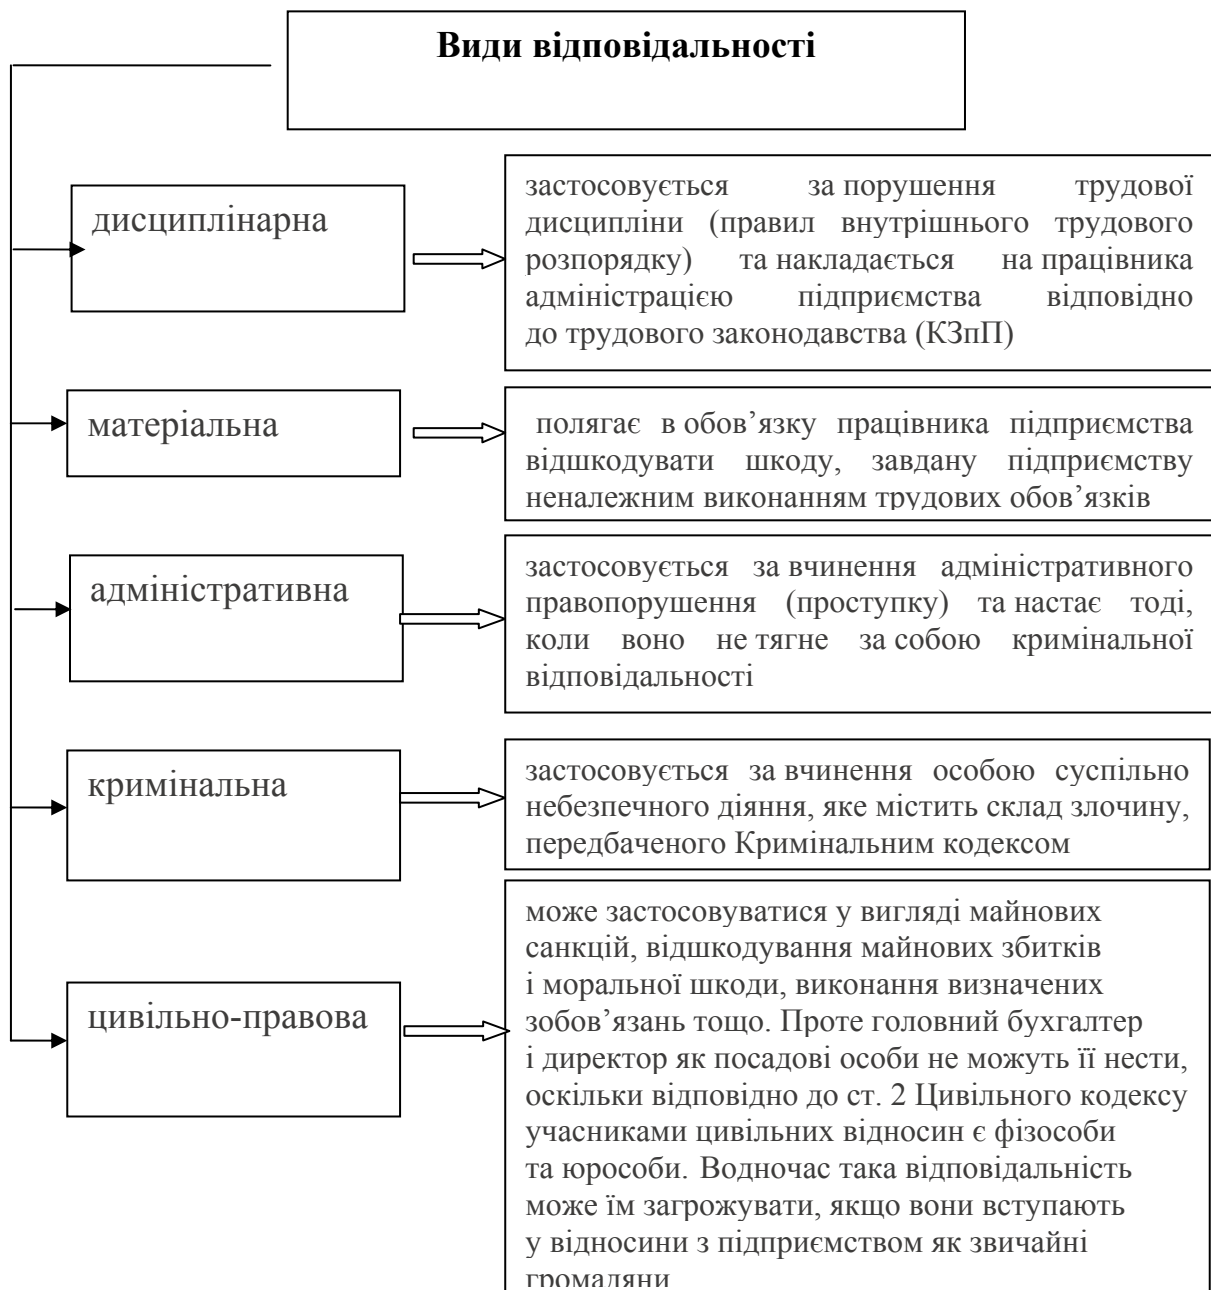 Види відповідальності
дисциплінарна
застосовується за порушення трудової
дисципліни (правил внутрішнього трудового
розпорядку) та накладається на працівника
адміністрацією підприємства відповідно
до трудового законодавства (КЗпП)
матеріальна
полягає в обов’язку працівника підприємства
відшкодувати шкоду, завдану підприємству
неналежним виконанням трудових обов’язків
адміністративна
застосовується за вчинення адміністративного
правопорушення (проступку) та настає тоді,
коли воно не тягне за собою кримінальної
відповідальності
кримінальна
застосовується за вчинення особою суспільно
небезпечного діяння, яке містить склад злочину,
передбаченого Кримінальним кодексом
цивільно-правова
може застосовуватися у вигляді майнових
санкцій, відшкодування майнових збитків
і моральної шкоди, виконання визначених
зобов’язань тощо. Проте головний бухгалтер
і директор як посадові особи не можуть її нести,
оскільки відповідно до ст. 2 Цивільного кодексу
учасниками цивільних відносин є фізособи
та юрособи. Водночас така відповідальність
може їм загрожувати, якщо вони вступають
у відносини з підприємством як звичайні
громадяни